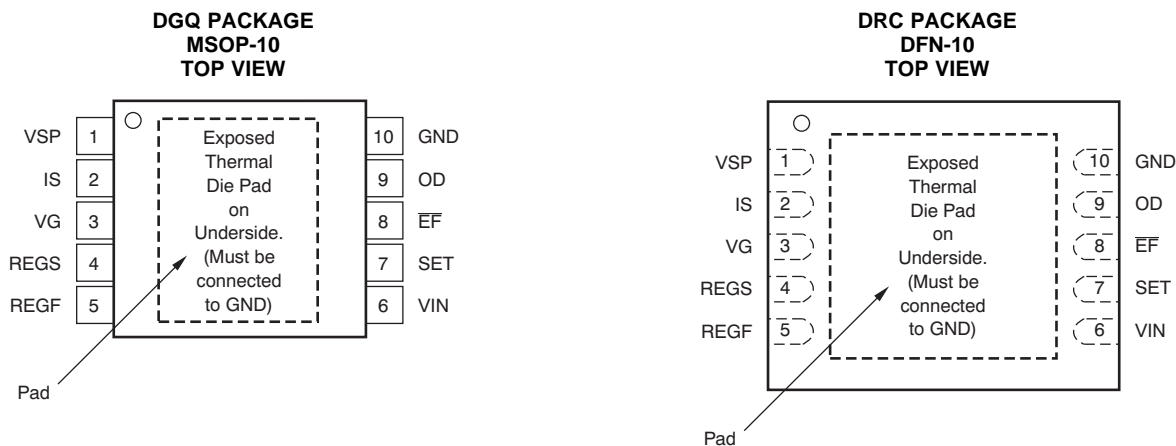 DGQ PACKAGE
MSOP-10
TOP VIEW
VSP 1
IS 2
VG 3
REGS 4
REGF 5
Exposed
Thermal
Die Pad
on
Underside.
(Must be
connected
to GND)
10 GND
9 OD
8 E̅F̅
7 SET
6 VIN
Pad
DRC PACKAGE
DFN-10
TOP VIEW
VSP 1
IS 2
VG 3
REGS 4
REGF 5
Exposed
Thermal
Die Pad
on
Underside.
(Must be
connected
to GND)
10 GND
9 OD
8 E̅F̅
7 SET
6 VIN
Pad